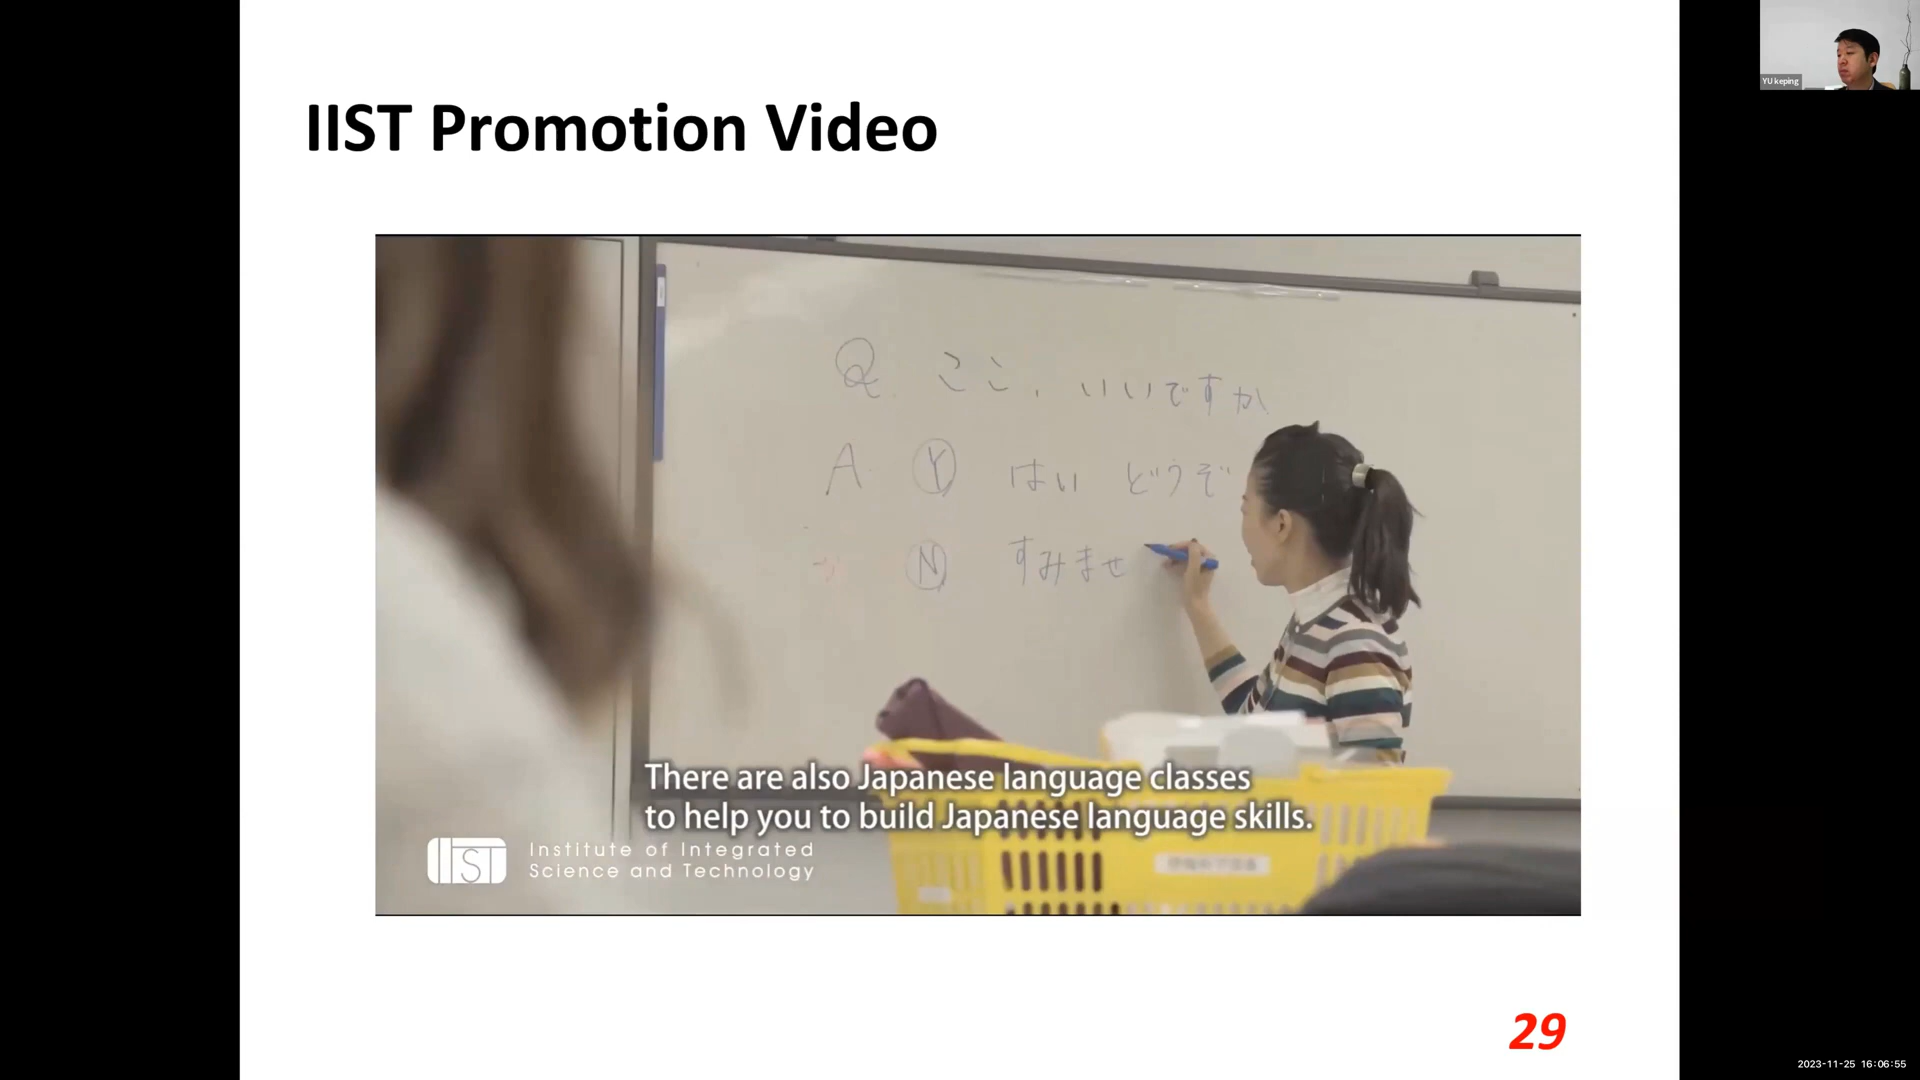 YU keping
IIST Promotion Video
Q. ここ、いいですか
A Ⓨ はい どうぞ
Ⓝ すみませ
There are also Japanese language classes
to help you to build Japanese language skills.
IIST
Institute of Integrated
Science and Technology
29
2023-11-25 16:06:55